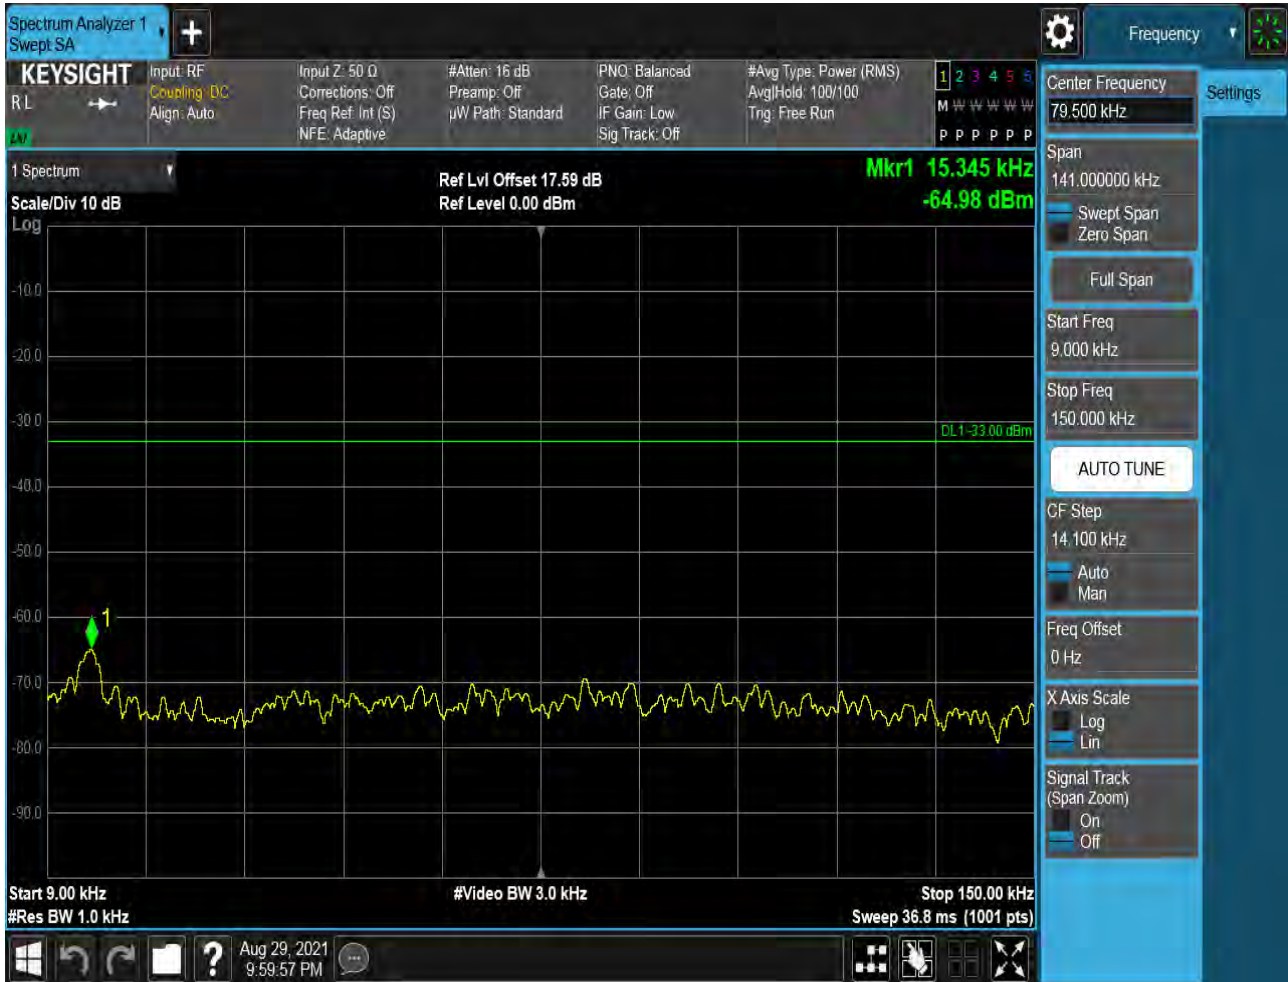 Spectrum Analyzer 1
Swept SA
Frequency
KEYSIGHT
R L
LXI
Input: RF
Coupling: DC
Align: Auto
Input Z: 50 Ω
Corrections: Off
Freq Ref: Int (S)
NFE: Adaptive
#Atten: 16 dB
Preamp: Off
µW Path: Standard
PNO: Balanced
Gate: Off
IF Gain: Low
Sig Track: Off
#Avg Type: Power (RMS)
Avg|Hold: 100/100
Trig: Free Run
1 2 3 4 5 6
M W W W W W
P P P P P P
1 Spectrum
Scale/Div 10 dB
Log
Ref Lvl Offset 17.59 dB
Ref Level 0.00 dBm
Mkr1 15.345 kHz
-64.98 dBm
-10.0
-20.0
-30.0
DL1 -33.00 dBm
-40.0
-50.0
-60.0
1
-70.0
-80.0
-90.0
Start 9.00 kHz
#Res BW 1.0 kHz
#Video BW 3.0 kHz
Stop 150.00 kHz
Sweep 36.8 ms (1001 pts)
?
Aug 29, 2021
9:59:57 PM
Center Frequency
79.500 kHz
Settings
Span
141.000000 kHz
Swept Span
Zero Span
Full Span
Start Freq
9.000 kHz
Stop Freq
150.000 kHz
AUTO TUNE
CF Step
14.100 kHz
Auto
Man
Freq Offset
0 Hz
X Axis Scale
Log
Lin
Signal Track
(Span Zoom)
On
Off